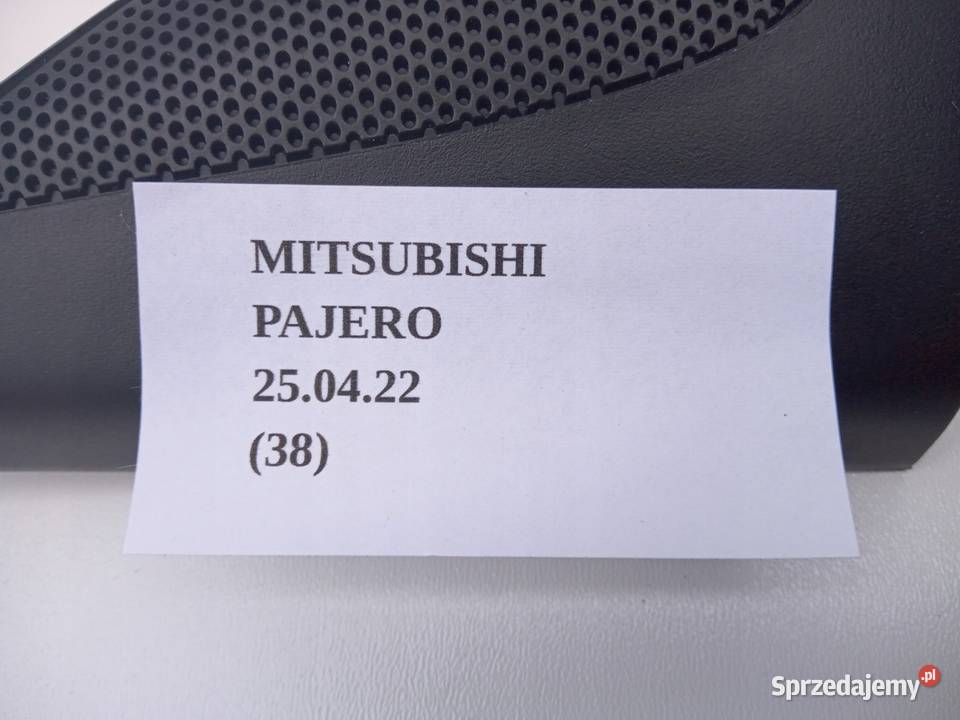 MITSUBISHI
PAJERO
25.04.22
(38)
Sprzedajemy.pl